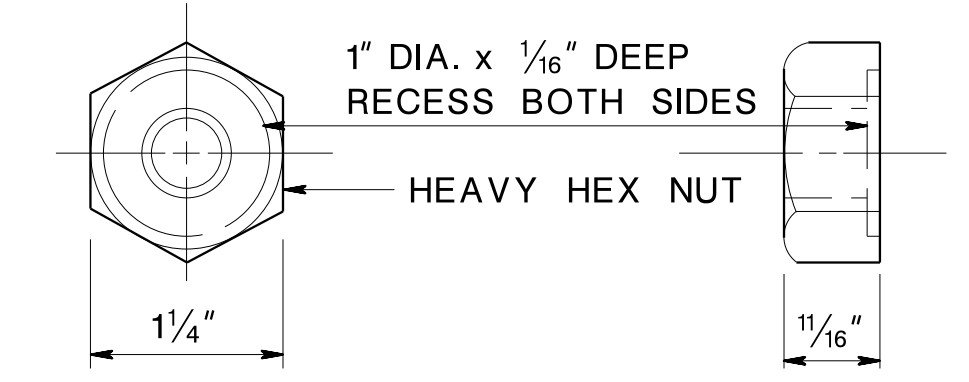 1" DIA. x 1/16" DEEP
RECESS BOTH SIDES
HEAVY HEX NUT
1 1/4"
11/16"